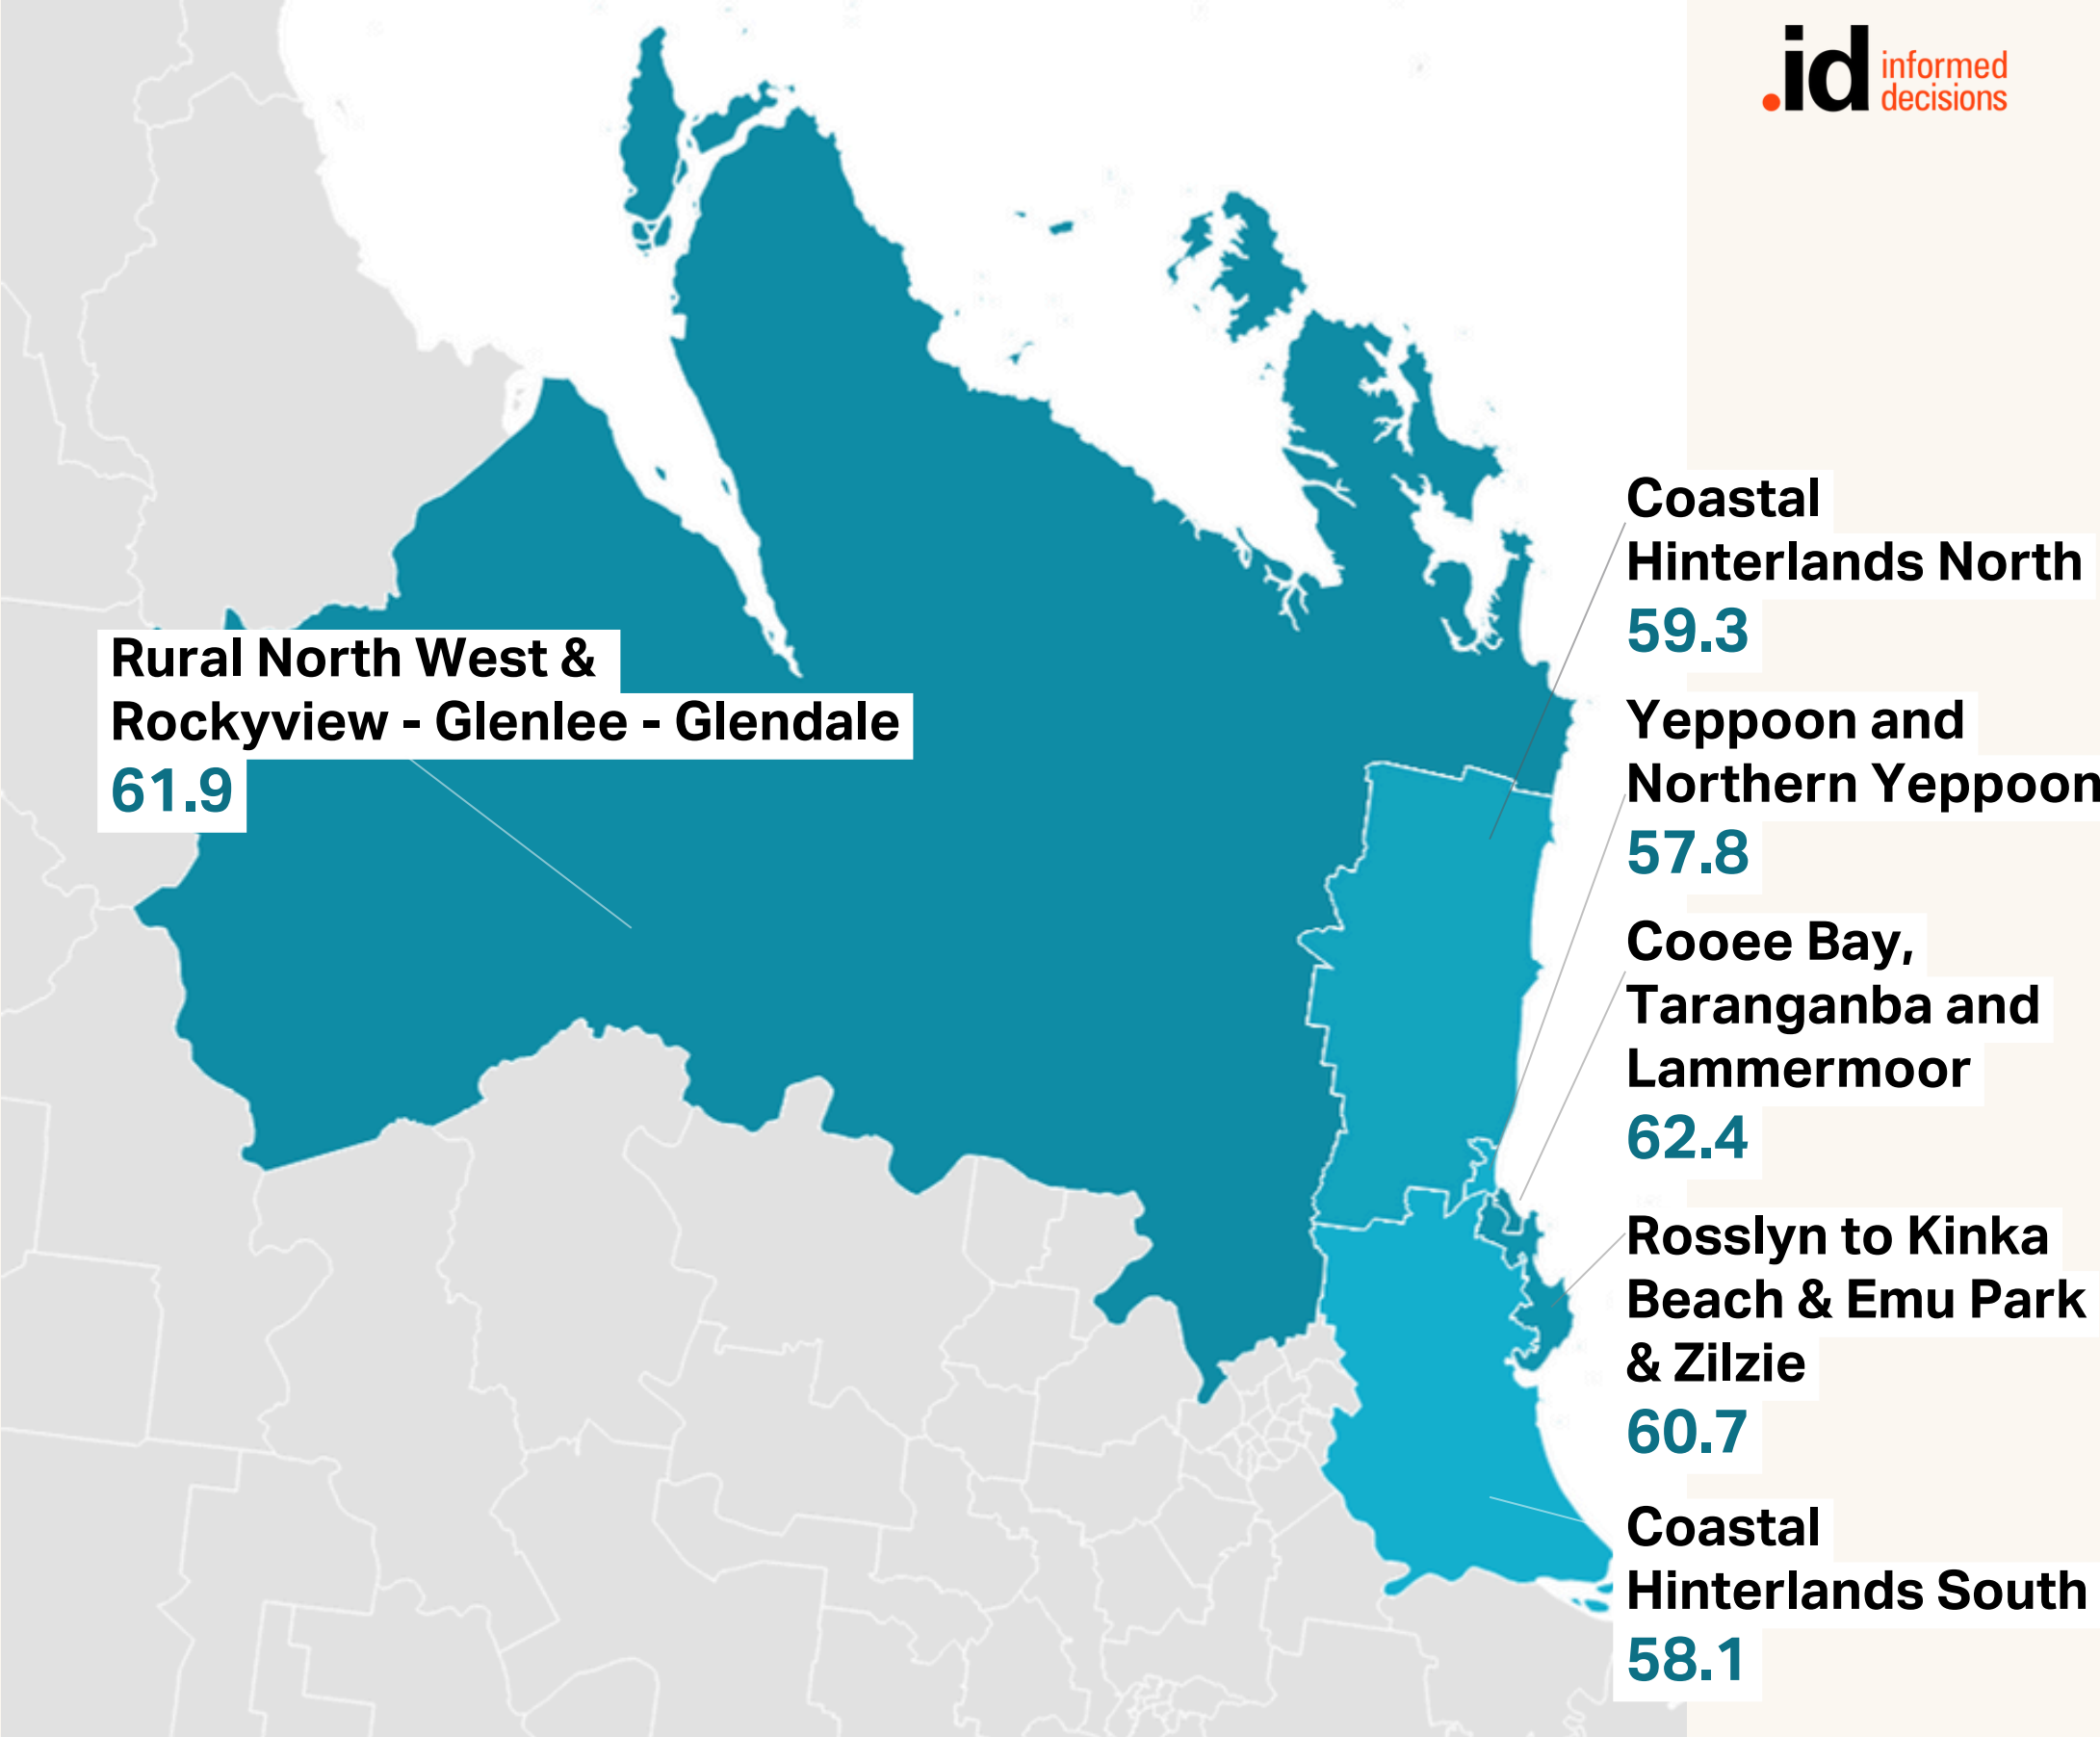 .id informed
decisions
Rural North West &
Rockyview - Glenlee - Glendale
61.9
Coastal
Hinterlands North
59.3
Yeppoon and
Northern Yeppoon
57.8
Cooee Bay,
Taranganba and
Lammermoor
62.4
Rosslyn to Kinka
Beach & Emu Park
& Zilzie
60.7
Coastal
Hinterlands South
58.1